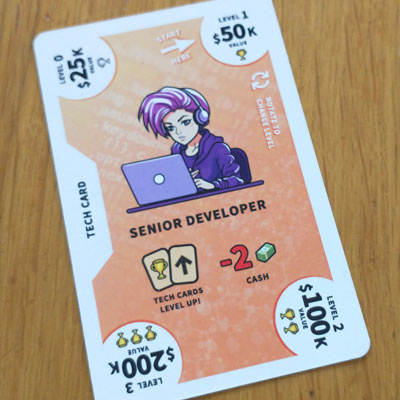 LEVEL 0
$25K
VALUE
START
HERE
LEVEL 1
$50K
VALUE
ROTATE TO
CHANGE LEVEL
TECH CARD
SENIOR DEVELOPER
TECH CARDS
LEVEL UP!
-2
CASH
LEVEL 2
$100K
VALUE
LEVEL 3
$200K
VALUE